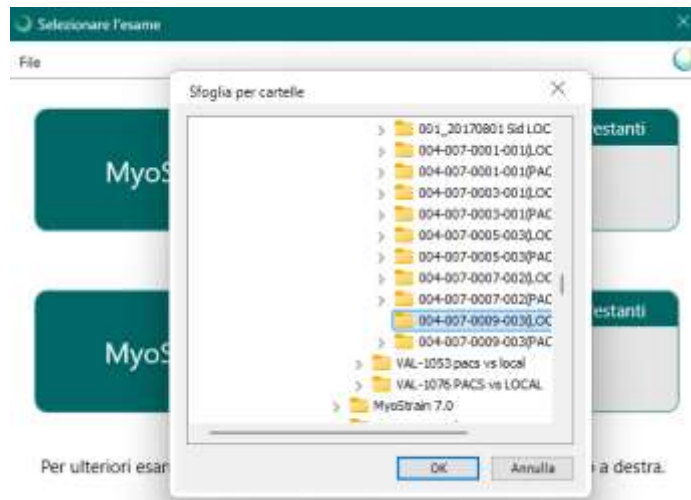 Selezionare l'esame
File
Sfoglia per cartelle
001_20170801 Sid LOC
004-007-0001-001(LOC
004-007-0001-001(PAC
004-007-0003-001(LOC
004-007-0003-001(PAC
004-007-0005-003(LOC
004-007-0005-003(PAC
004-007-0007-002(LOC
004-007-0007-002(PAC
004-007-0009-003(LOC
004-007-0009-003(PAC
VAL-1053 pacs vs local
VAL-1076 PACS vs LOCAL
MyoStrain 7.0
OK Annulla
MyoS
estanti
MyoS
estanti
Per ulteriori esar
a destra.